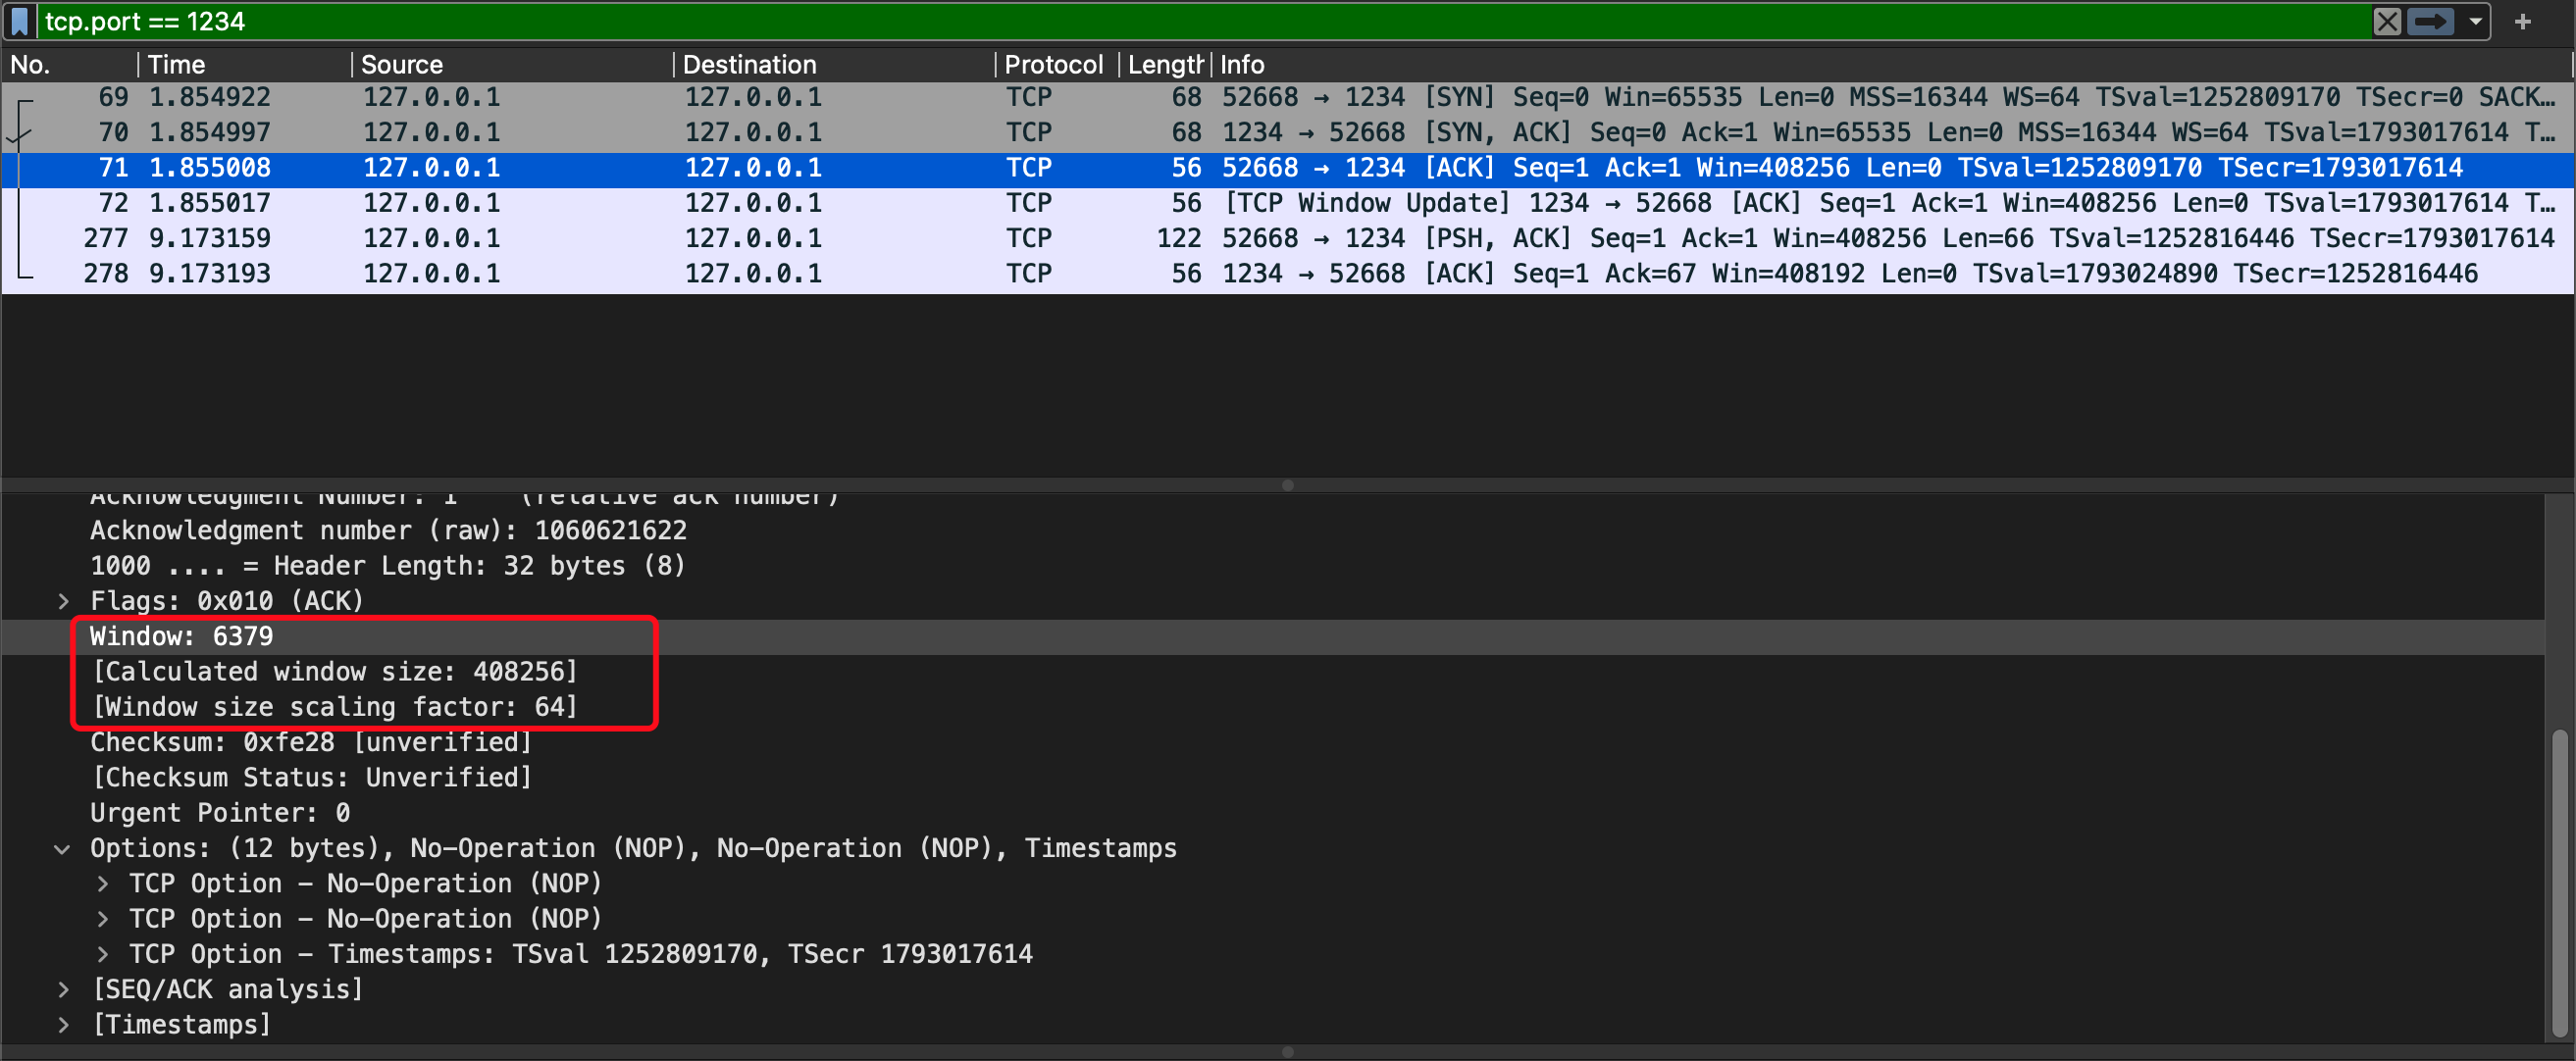 tcp.port == 1234
No. Time Source Destination Protocol Length Info
69 1.854922 127.0.0.1 127.0.0.1 TCP 68 52668 → 1234 [SYN] Seq=0 Win=65535 Len=0 MSS=16344 WS=64 TSval=1252809170 TSecr=0 SACK…
70 1.854997 127.0.0.1 127.0.0.1 TCP 68 1234 → 52668 [SYN, ACK] Seq=0 Ack=1 Win=65535 Len=0 MSS=16344 WS=64 TSval=1793017614 T…
71 1.855008 127.0.0.1 127.0.0.1 TCP 56 52668 → 1234 [ACK] Seq=1 Ack=1 Win=408256 Len=0 TSval=1252809170 TSecr=1793017614
72 1.855017 127.0.0.1 127.0.0.1 TCP 56 [TCP Window Update] 1234 → 52668 [ACK] Seq=1 Ack=1 Win=408256 Len=0 TSval=1793017614 T…
277 9.173159 127.0.0.1 127.0.0.1 TCP 122 52668 → 1234 [PSH, ACK] Seq=1 Ack=1 Win=408256 Len=66 TSval=1252816446 TSecr=1793017614
278 9.173193 127.0.0.1 127.0.0.1 TCP 56 1234 → 52668 [ACK] Seq=1 Ack=67 Win=408192 Len=0 TSval=1793024890 TSecr=1252816446
Acknowledgment Number: 1 (relative ack number)
Acknowledgment number (raw): 1060621622
1000 .... = Header Length: 32 bytes (8)
Flags: 0x010 (ACK)
Window: 6379
[Calculated window size: 408256]
[Window size scaling factor: 64]
Checksum: 0xfe28 [unverified]
[Checksum Status: Unverified]
Urgent Pointer: 0
Options: (12 bytes), No-Operation (NOP), No-Operation (NOP), Timestamps
TCP Option – No-Operation (NOP)
TCP Option – No-Operation (NOP)
TCP Option – Timestamps: TSval 1252809170, TSecr 1793017614
[SEQ/ACK analysis]
[Timestamps]